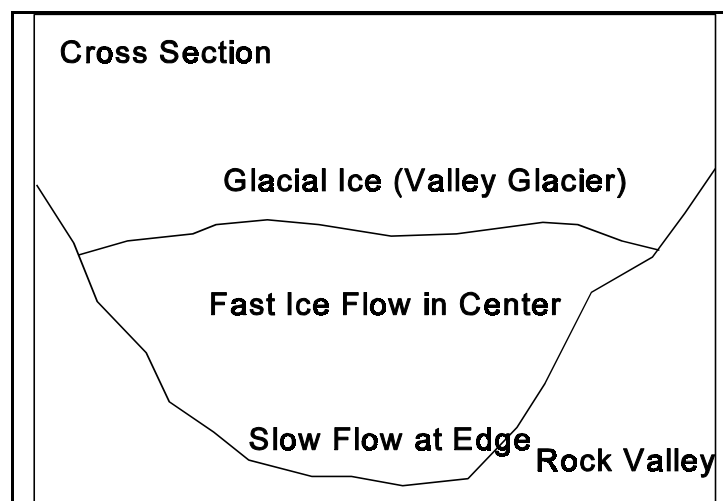 Cross Section
Glacial Ice (Valley Glacier)
Fast Ice Flow in Center
Slow Flow at Edge
Rock Valley